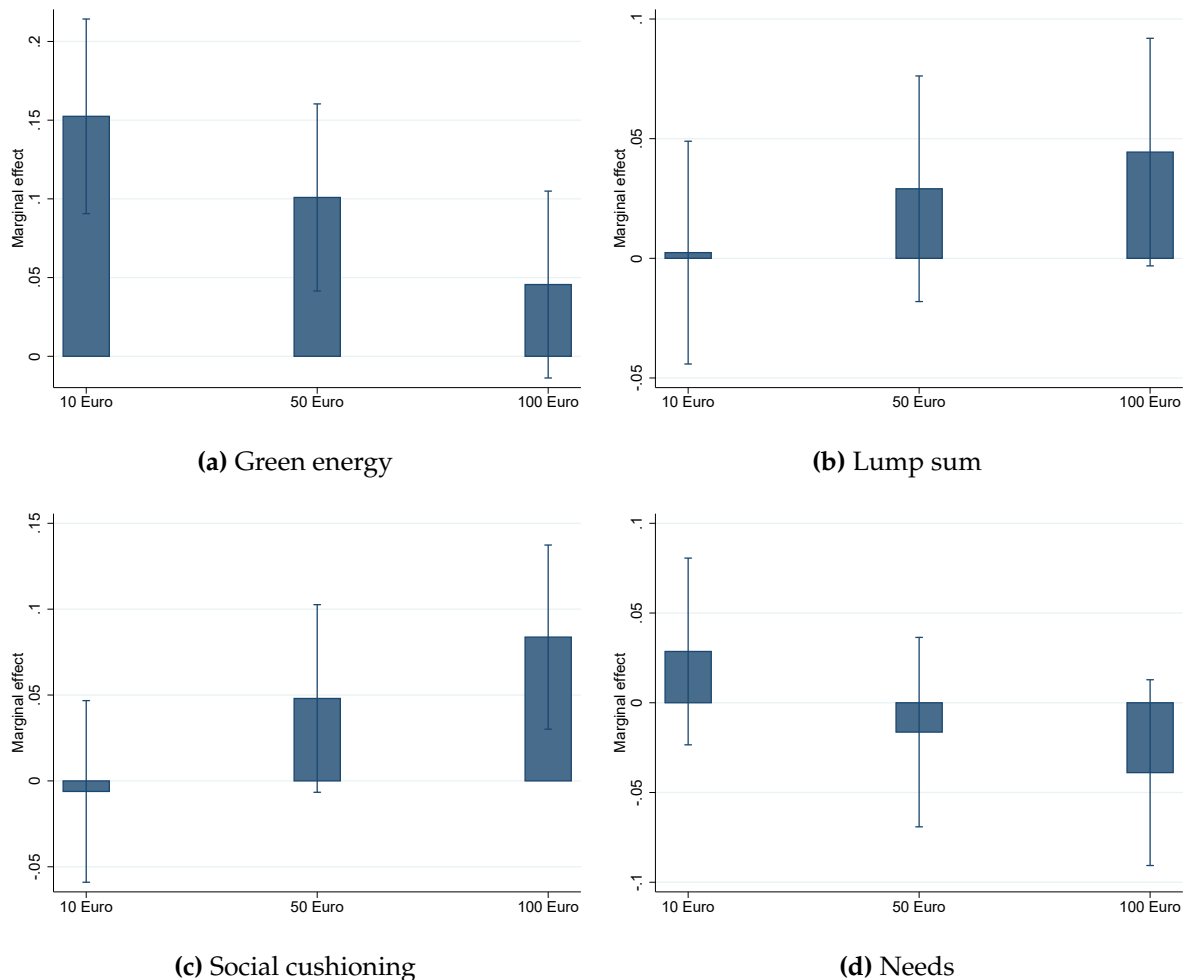 Marginal effect
.2
.15
.1
.05
0
10 Euro 50 Euro 100 Euro
(a) Green energy
Marginal effect
.1
.05
0
-.05
10 Euro 50 Euro 100 Euro
(b) Lump sum
Marginal effect
.15
.1
.05
0
-.05
10 Euro 50 Euro 100 Euro
(c) Social cushioning
Marginal effect
.1
.05
0
-.05
-.1
10 Euro 50 Euro 100 Euro
(d) Needs